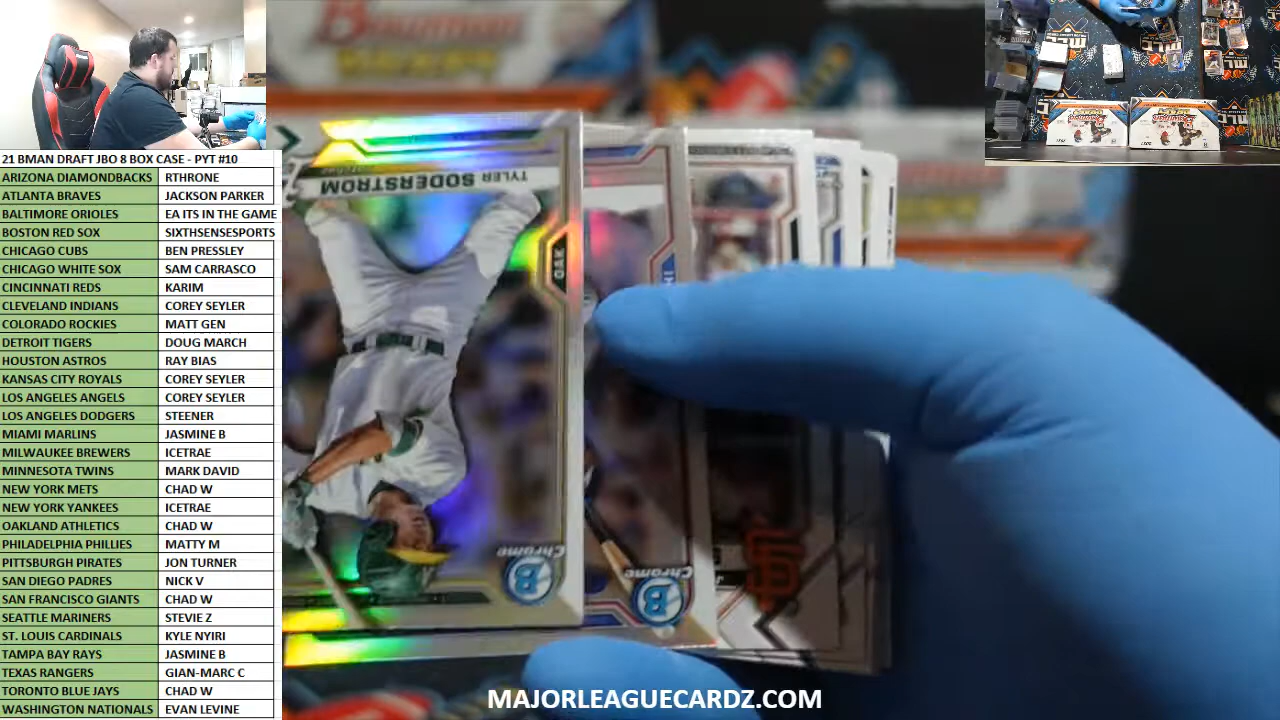 21 BMAN DRAFT JBO 8 BOX CASE - PYT #10
ARIZONA DIAMONDBACKS RTHRONE
ATLANTA BRAVES JACKSON PARKER
BALTIMORE ORIOLES EA ITS IN THE GAME
BOSTON RED SOX SIXTHSENSESPORTS
CHICAGO CUBS BEN PRESSLEY
CHICAGO WHITE SOX SAM CARRASCO
CINCINNATI REDS KARIM
CLEVELAND INDIANS COREY SEYLER
COLORADO ROCKIES MATT GEN
DETROIT TIGERS DOUG MARCH
HOUSTON ASTROS RAY BIAS
KANSAS CITY ROYALS COREY SEYLER
LOS ANGELES ANGELS COREY SEYLER
LOS ANGELES DODGERS STEENER
MIAMI MARLINS JASMINE B
MILWAUKEE BREWERS ICETRAE
MINNESOTA TWINS MARK DAVID
NEW YORK METS CHAD W
NEW YORK YANKEES ICETRAE
OAKLAND ATHLETICS CHAD W
PHILADELPHIA PHILLIES MATTY M
PITTSBURGH PIRATES JON TURNER
SAN DIEGO PADRES NICK V
SAN FRANCISCO GIANTS CHAD W
SEATTLE MARINERS STEVIE Z
ST. LOUIS CARDINALS KYLE NYIRI
TAMPA BAY RAYS JASMINE B
TEXAS RANGERS GIAN-MARC C
TORONTO BLUE JAYS CHAD W
WASHINGTON NATIONALS EVAN LEVINE
Bowman
TYLER SODERSTROM
OAK
B
Chrome
B
Chrome
SF
MAJORLEAGUECARDZ.COM